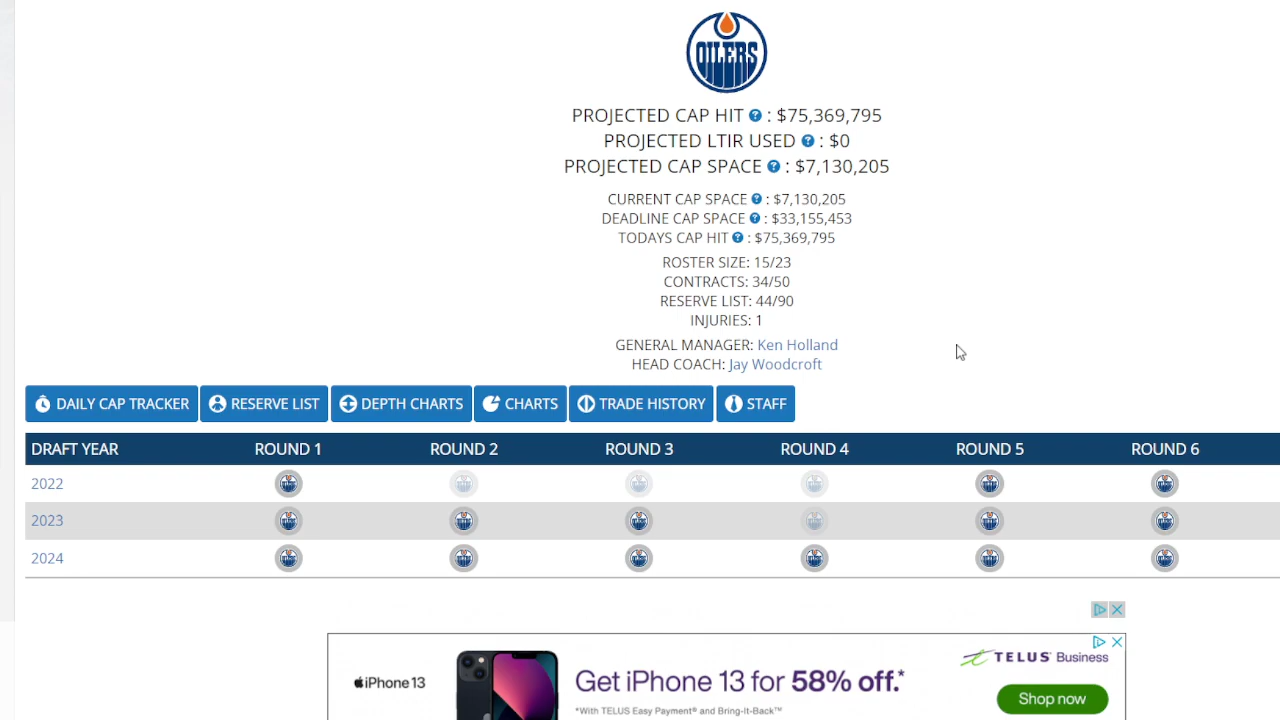 OILERS
PROJECTED CAP HIT ? : $75,369,795
PROJECTED LTIR USED ? : $0
PROJECTED CAP SPACE ? : $7,130,205
CURRENT CAP SPACE ? : $7,130,205
DEADLINE CAP SPACE ? : $33,155,453
TODAYS CAP HIT ? : $75,369,795
ROSTER SIZE: 15/23
CONTRACTS: 34/50
RESERVE LIST: 44/90
INJURIES: 1
GENERAL MANAGER: Ken Holland
HEAD COACH: Jay Woodcroft
DAILY CAP TRACKER RESERVE LIST DEPTH CHARTS CHARTS TRADE HISTORY STAFF
DRAFT YEAR ROUND 1 ROUND 2 ROUND 3 ROUND 4 ROUND 5 ROUND 6
2022
2023
2024
iPhone 13
Get iPhone 13 for 58% off.*
*With TELUS Easy Payment® and Bring-It-Back™
TELUS® Business
Shop now